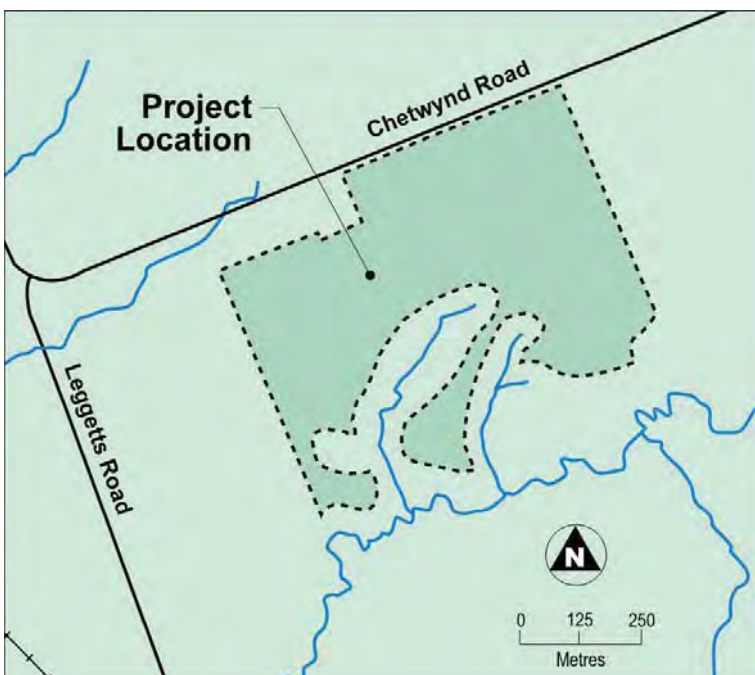 Chetwynd Road
Project
Location
Leggetts Road
N
0 125 250
Metres